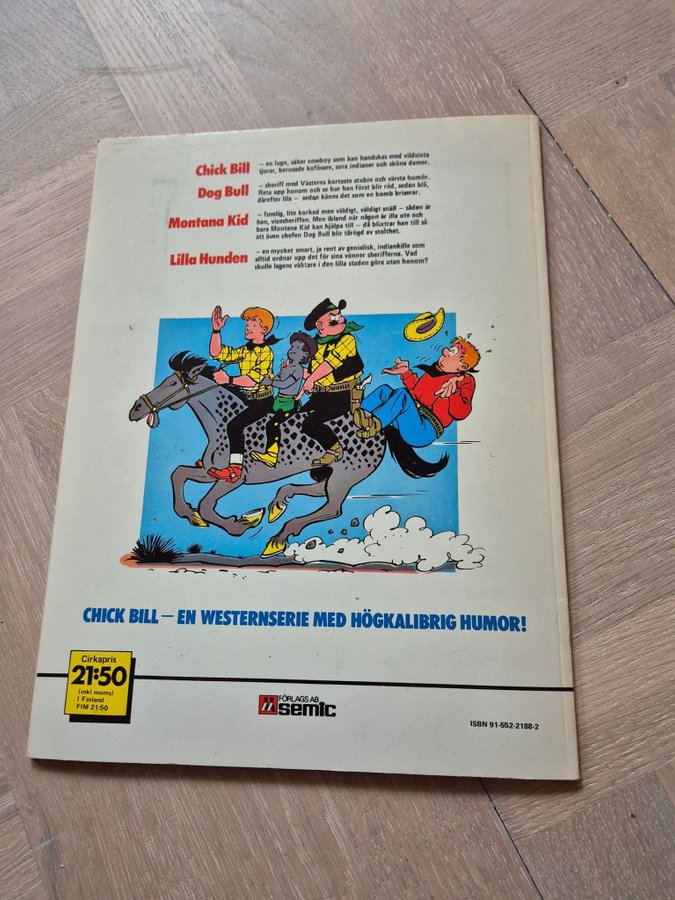 Chick Bill
– en lugn, säker cowboy som kan handskas med vildsinta
tjurar, berusade kofösare, sura indianer och sköna damer.
Dog Bull
– sheriff med Västerns kortaste stubin och värsta humör.
Reta upp honom och se hur han först blir röd, sedan blå,
därefter lila – sedan känns det som en bomb briserar.
Montana Kid
– fumlig, lite korkad men väldigt, väldigt snäll – sådan är
han, vicesheriffen. Men ibland när någon är illa ute och
bara Montana Kid kan hjälpa till – då blixtrar han till så
att även chefen Dog Bull blir tårögd av stolthet.
Lilla Hunden
– en mycket smart, ja rent av genialisk, indiankille som
alltid ordnar upp det för sina vänner sherifferna. Vad
skulle lagens väktare i den lilla staden göra utan honom?
CHICK BILL – EN WESTERNSERIE MED HÖGKALIBRIG HUMOR!
Cirkapris
21:50
(inkl moms)
I Finland
FIM 21:50
FÖRLAGS AB
semic
ISBN 91-552-2188-2